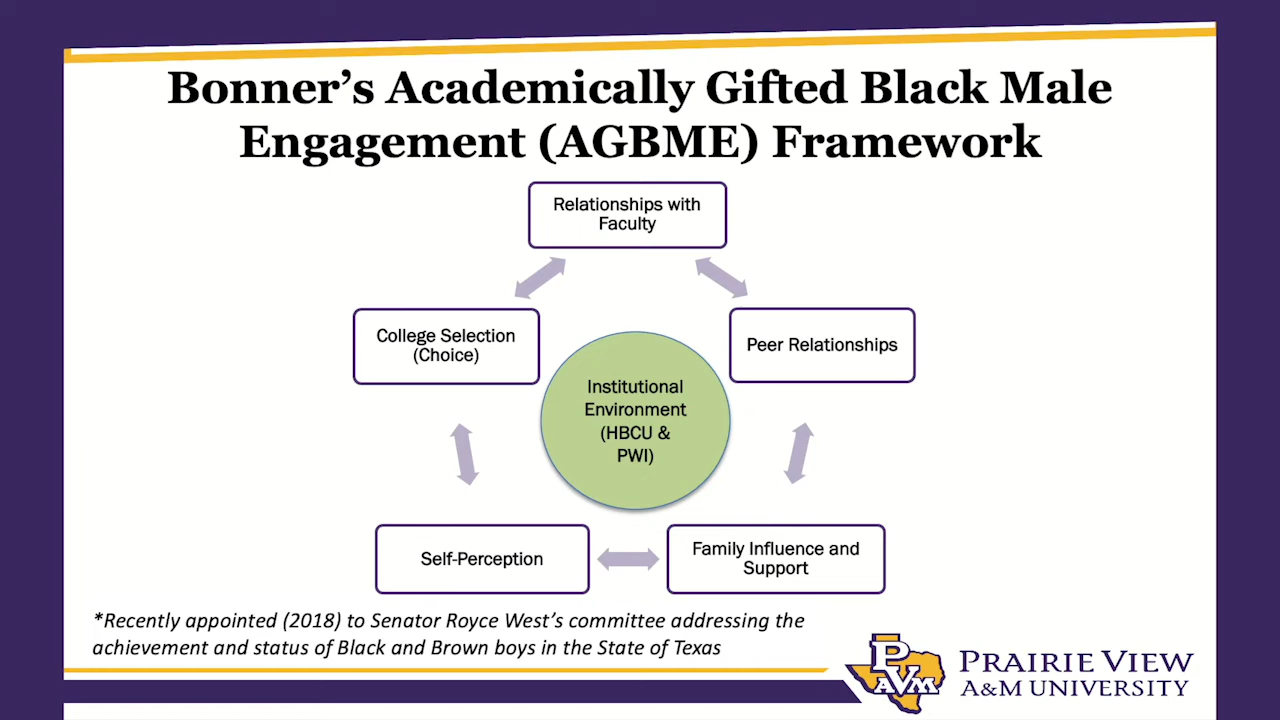 Bonner’s Academically Gifted Black Male
Engagement (AGBME) Framework
Relationships with
Faculty
College Selection
(Choice)
Peer Relationships
Institutional
Environment
(HBCU &
PWI)
Self-Perception
Family Influence and
Support
*Recently appointed (2018) to Senator Royce West’s committee addressing the
achievement and status of Black and Brown boys in the State of Texas
PVAM
PRAIRIE VIEW
A&M UNIVERSITY